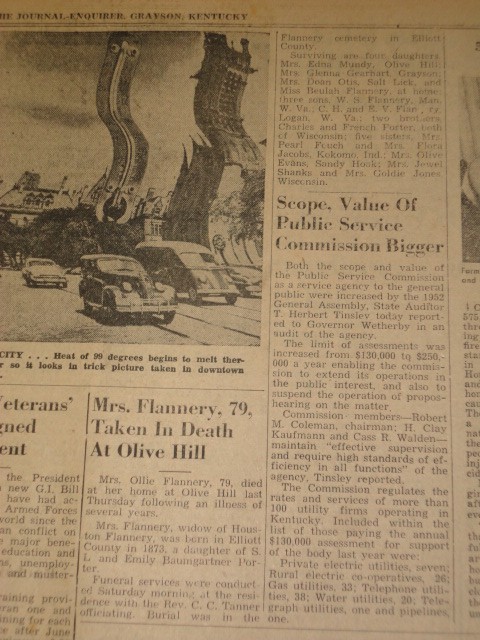 HE JOURNAL-ENQUIRER, GRAYSON, KENTUCKY
CITY . . . Heat of 99 degrees begins to melt ther-
r so it looks in trick picture taken in downtown
Veterans'
gned
ent
the President
new G.I. Bill
have had ac-
Armed Forces
world since the
an conflict on
major bene-
education and
ns, unemploy-
and muster-
raining provi-
ran one and
ining for each
ce after June
Mrs. Flannery, 79,
Taken In Death
At Olive Hill
Mrs. Ollie Flannery, 79, died
at her home at Olive Hill last
Thursday following an illness of
several years.
Mrs. Flannery, widow of Hous-
ton Flannery, was born in Elliott
County in 1873, a daughter of S.
F. and Emily Baumgartner Por-
ter.
Funeral services were conduct-
ed Saturday morning at the resi-
dence with the Rev. C. C. Tanner
officiating. Burial was in the
Flannery cemetery in Elliott
County.
Surviving are four daughters
Mrs. Edna Mundy, Olive Hill;
Mrs. Glenna Gearhart, Grayson;
Mrs. Dean Otis, Salt Lick, and
Miss Beulah Flannery, at home;
three sons, W. S. Flannery, Man,
W. Va.; C. H. and E. V.
Logan, W. Va.; two brothers,
Charles and French Porter, both
of Wisconsin; five sisters, Mrs.
Pearl Fouch and Mrs. Flora
Jacobs, Kokomo, Ind.; Mrs. Olive
Evans, Sandy Hook; Mrs. Jewel
Shanks and Mrs. Goldie Jones,
Wisconsin.
Scope, Value Of
Public Service
Commission Bigger
Both the scope and value of
the Public Service Commission
as a service agency to the general
public were increased by the 1952
General Assembly, State Auditor
T. Herbert Tinsley today report-
ed to Governor Wetherby in an
audit of the agency.
The limit of assessments was
increased from $130,000 to $250,-
000 a year enabling the commis-
sion to extend its operations in
the public interest, and also to
suspend the operation of propos-
hearing on the matter.
Commission members—Robert
M. Coleman, chairman; H. Clay
Kaufmann and Cass R. Walden—
maintain "effective supervision
and require high standards of ef-
ficiency in all functions" of the
agency, Tinsley reported.
The Commission regulates the
rates and services of more than
100 utility firms operating in
Kentucky. Included within the
list of those paying the annual
$130,000 assessment for support
of the body last year were:
Private electric utilities, seven;
Rural electric co-operatives, 26;
Gas utilities, 33; Telephone utili-
ties, 38; Water utilities, 20; Tele-
graph utilities, one and pipelines,
one.